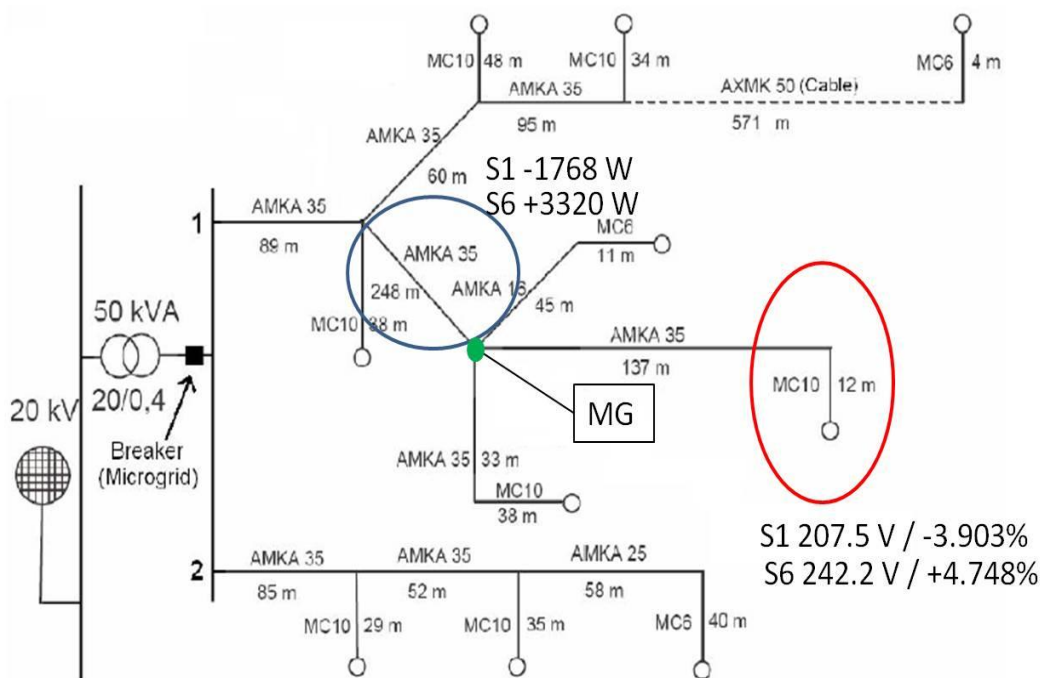 MC10 48 m
MC10 34 m
MC6 4 m
AMKA 35
95 m
AXMK 50 (Cable)
571 m
AMKA 35
60 m
S1 -1768 W
S6 +3320 W
1
AMKA 35
89 m
AMKA 35
248 m
MC10 38 m
AMKA 16
45 m
MC6
11 m
AMKA 35
137 m
MC10 12 m
50 kVA
20/0,4
20 kV
Breaker
(Microgrid)
MG
AMKA 35 33 m
MC10
38 m
S1 207.5 V / -3.903%
S6 242.2 V / +4.748%
2
AMKA 35
85 m
AMKA 35
52 m
AMKA 25
58 m
MC10 29 m
MC10 35 m
MC6 40 m